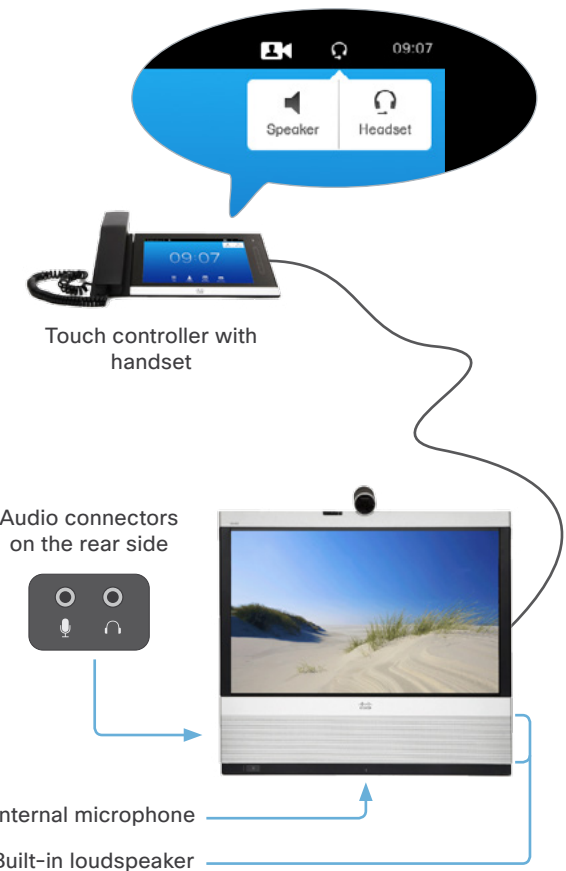 09:07
Speaker
Headset
09:07
Touch controller with
handset
Audio connectors
on the rear side
nternal microphone
Built-in loudspeaker